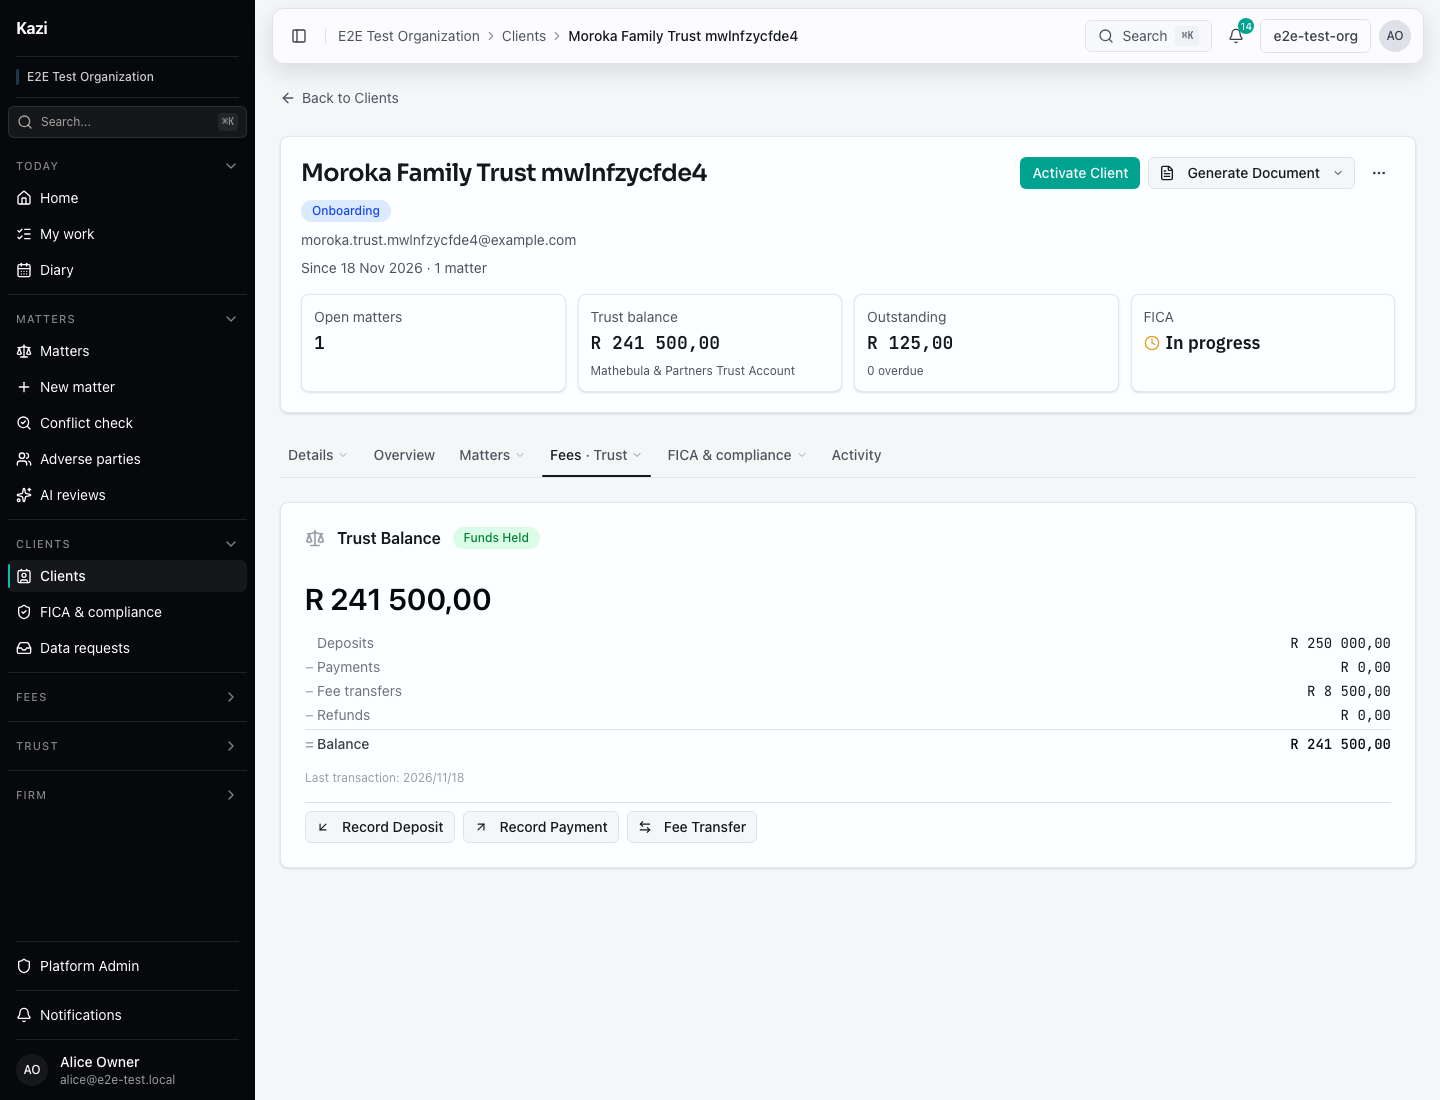 Kazi
E2E Test Organization
Search... ⌘K
TODAY
Home
My work
Diary
MATTERS
Matters
New matter
Conflict check
Adverse parties
AI reviews
CLIENTS
Clients
FICA & compliance
Data requests
FEES
TRUST
FIRM
Platform Admin
Notifications
AO
Alice Owner
alice@e2e-test.local
E2E Test Organization > Clients > Moroka Family Trust mwlnfzycfde4
Search ⌘K
14
e2e-test-org
AO
Back to Clients
Moroka Family Trust mwlnfzycfde4
Activate Client
Generate Document
Onboarding
moroka.trust.mwlnfzycfde4@example.com
Since 18 Nov 2026 · 1 matter
Open matters
1
Trust balance
R 241 500,00
Mathebula & Partners Trust Account
Outstanding
R 125,00
0 overdue
FICA
In progress
Details
Overview
Matters
Fees · Trust
FICA & compliance
Activity
Trust Balance
Funds Held
R 241 500,00
Deposits R 250 000,00
– Payments R 0,00
– Fee transfers R 8 500,00
– Refunds R 0,00
= Balance R 241 500,00
Last transaction: 2026/11/18
Record Deposit
Record Payment
Fee Transfer